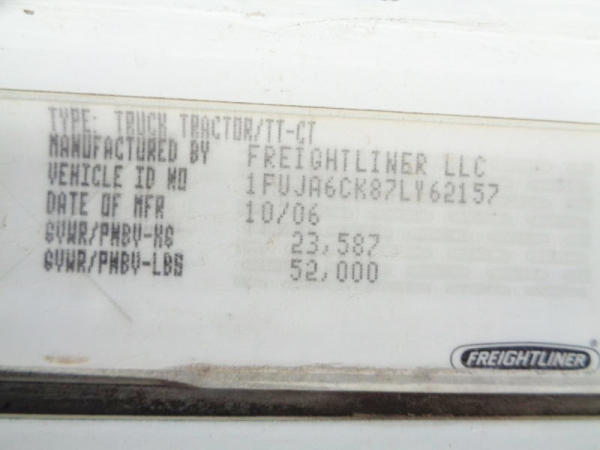 TYPE: TRUCK TRACTOR/TT-CT
MANUFACTURED BY FREIGHTLINER LLC
VEHICLE ID NO 1FUJA6CK87LY62157
DATE OF MFR 10/06
GVWR/PNBV-KG 23,587
GVWR/PNBV-LBS 52,000
FREIGHTLINER®